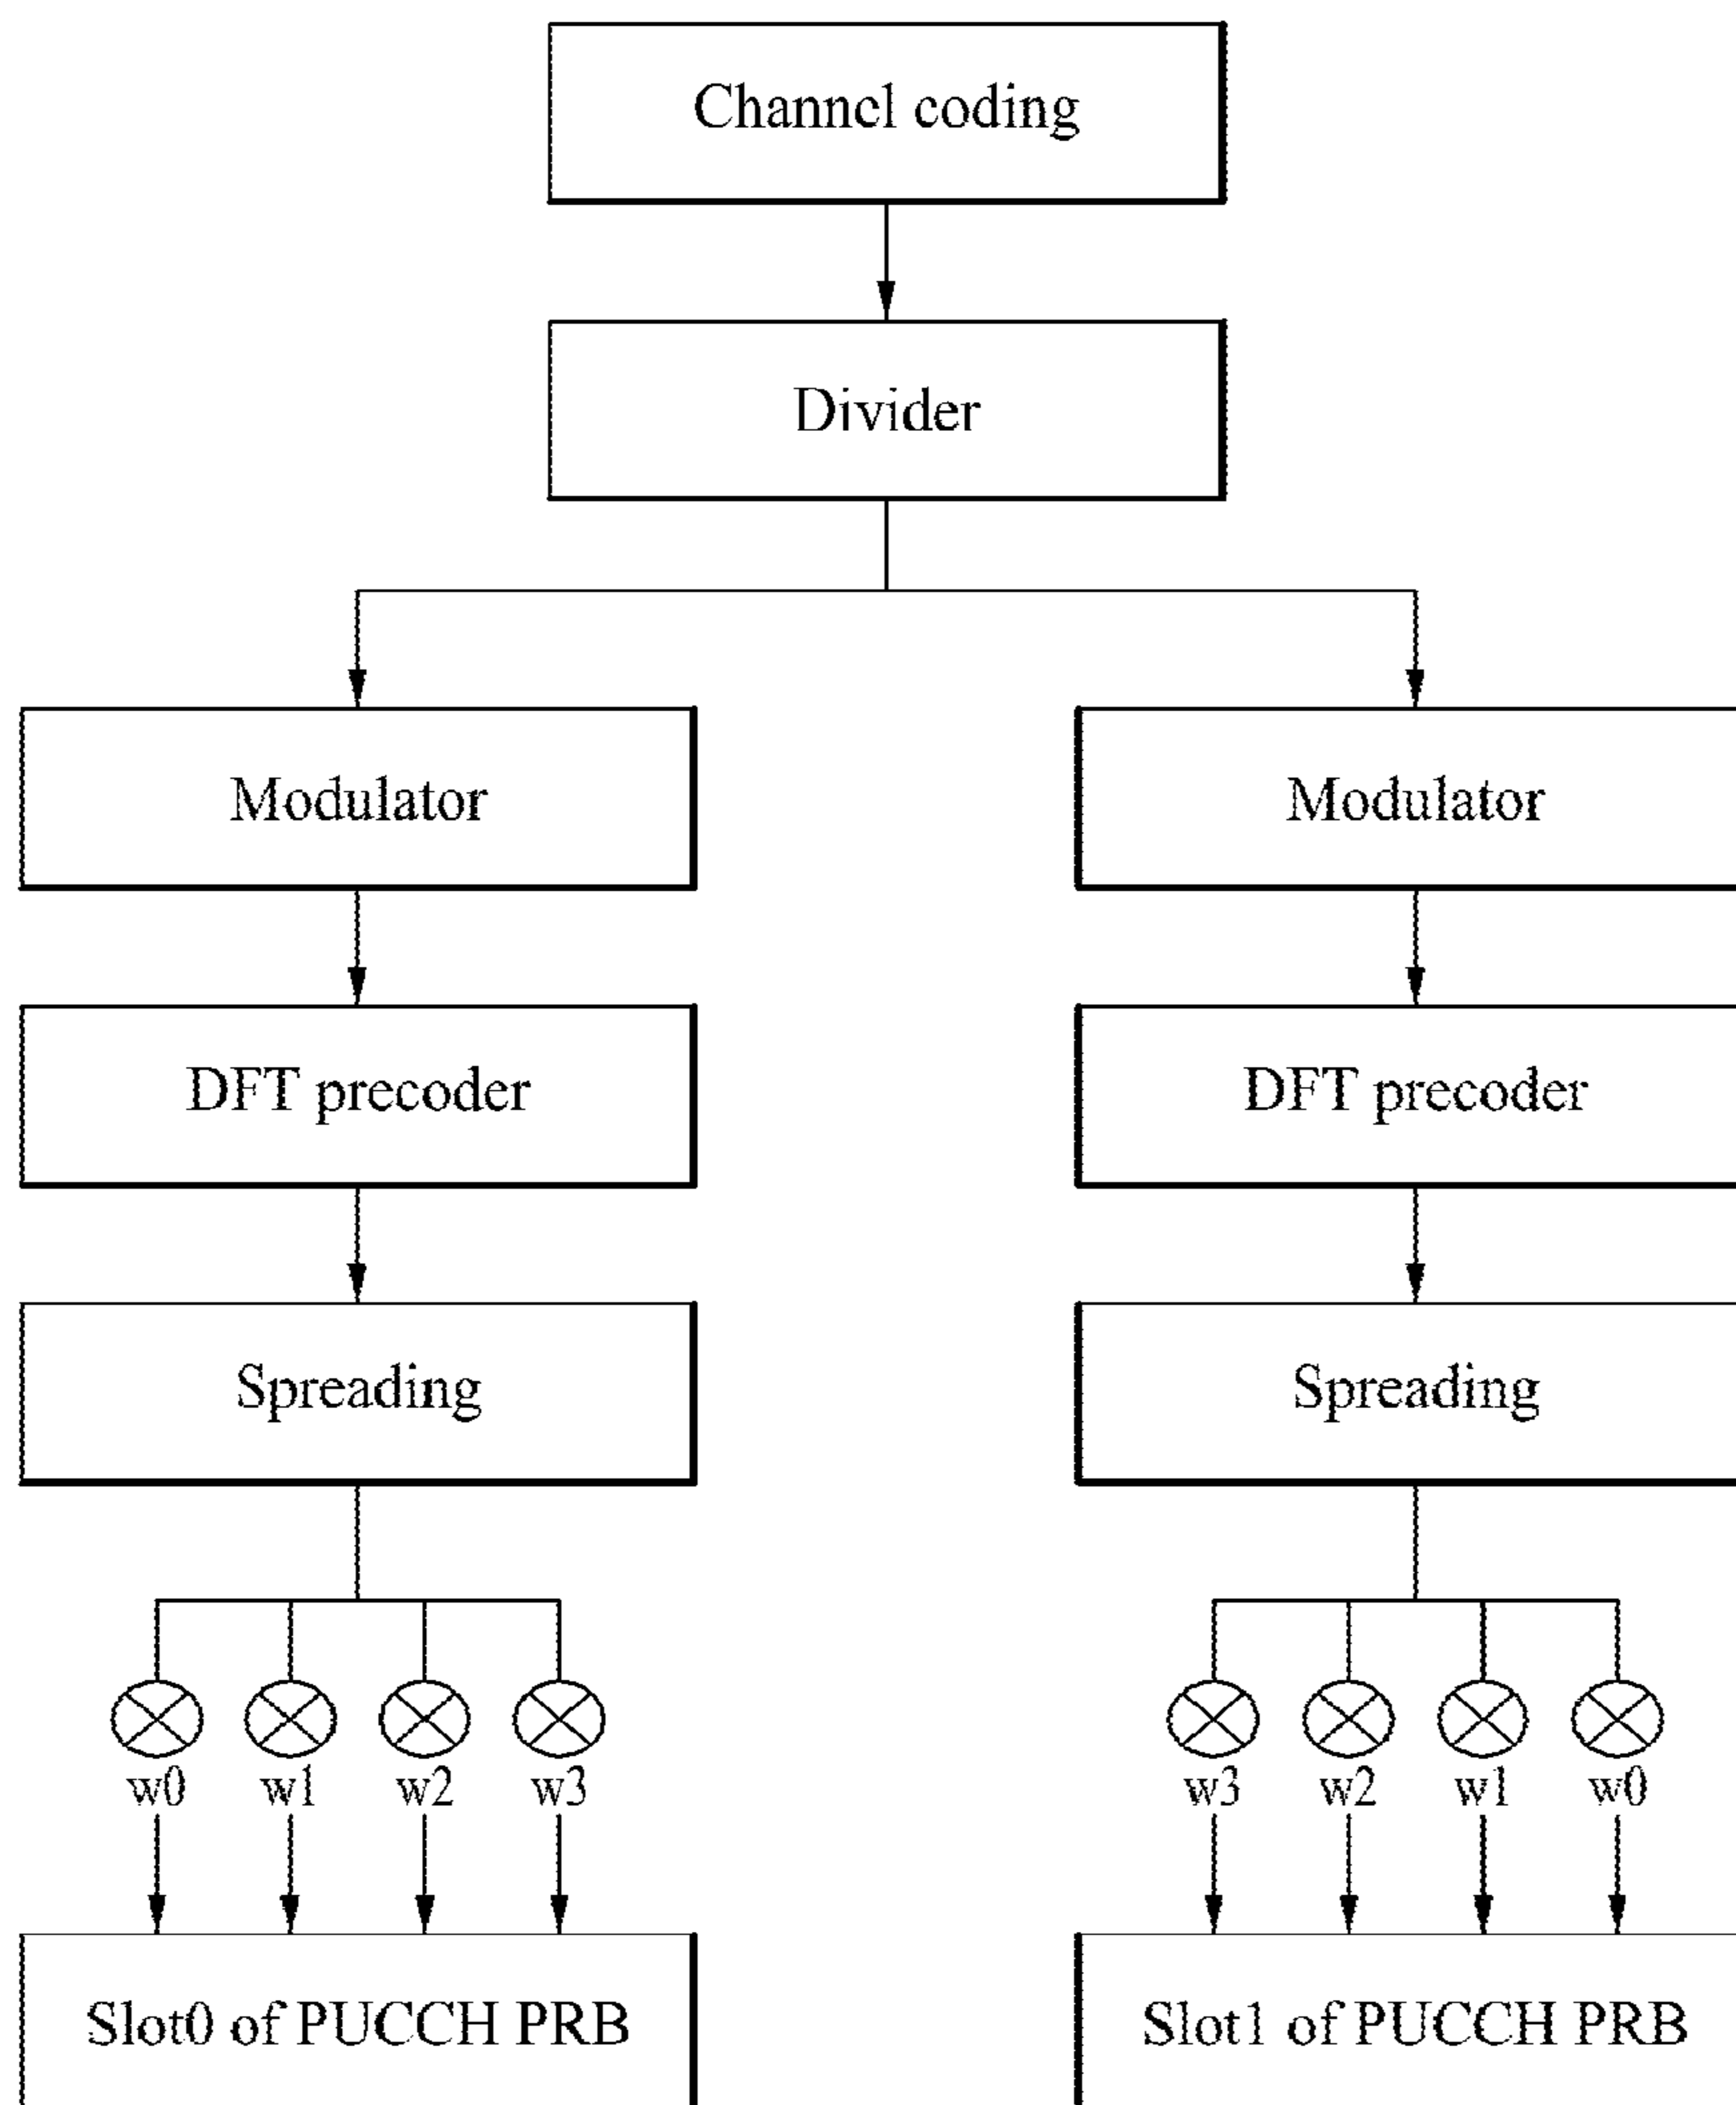 Channel coding
Divider
Modulator
Modulator
DFT precoder
DFT precoder
Spreading
Spreading
w0 w1 w2 w3
w3 w2 w1 w0
Slot0 of PUCCH PRB
Slot1 of PUCCH PRB